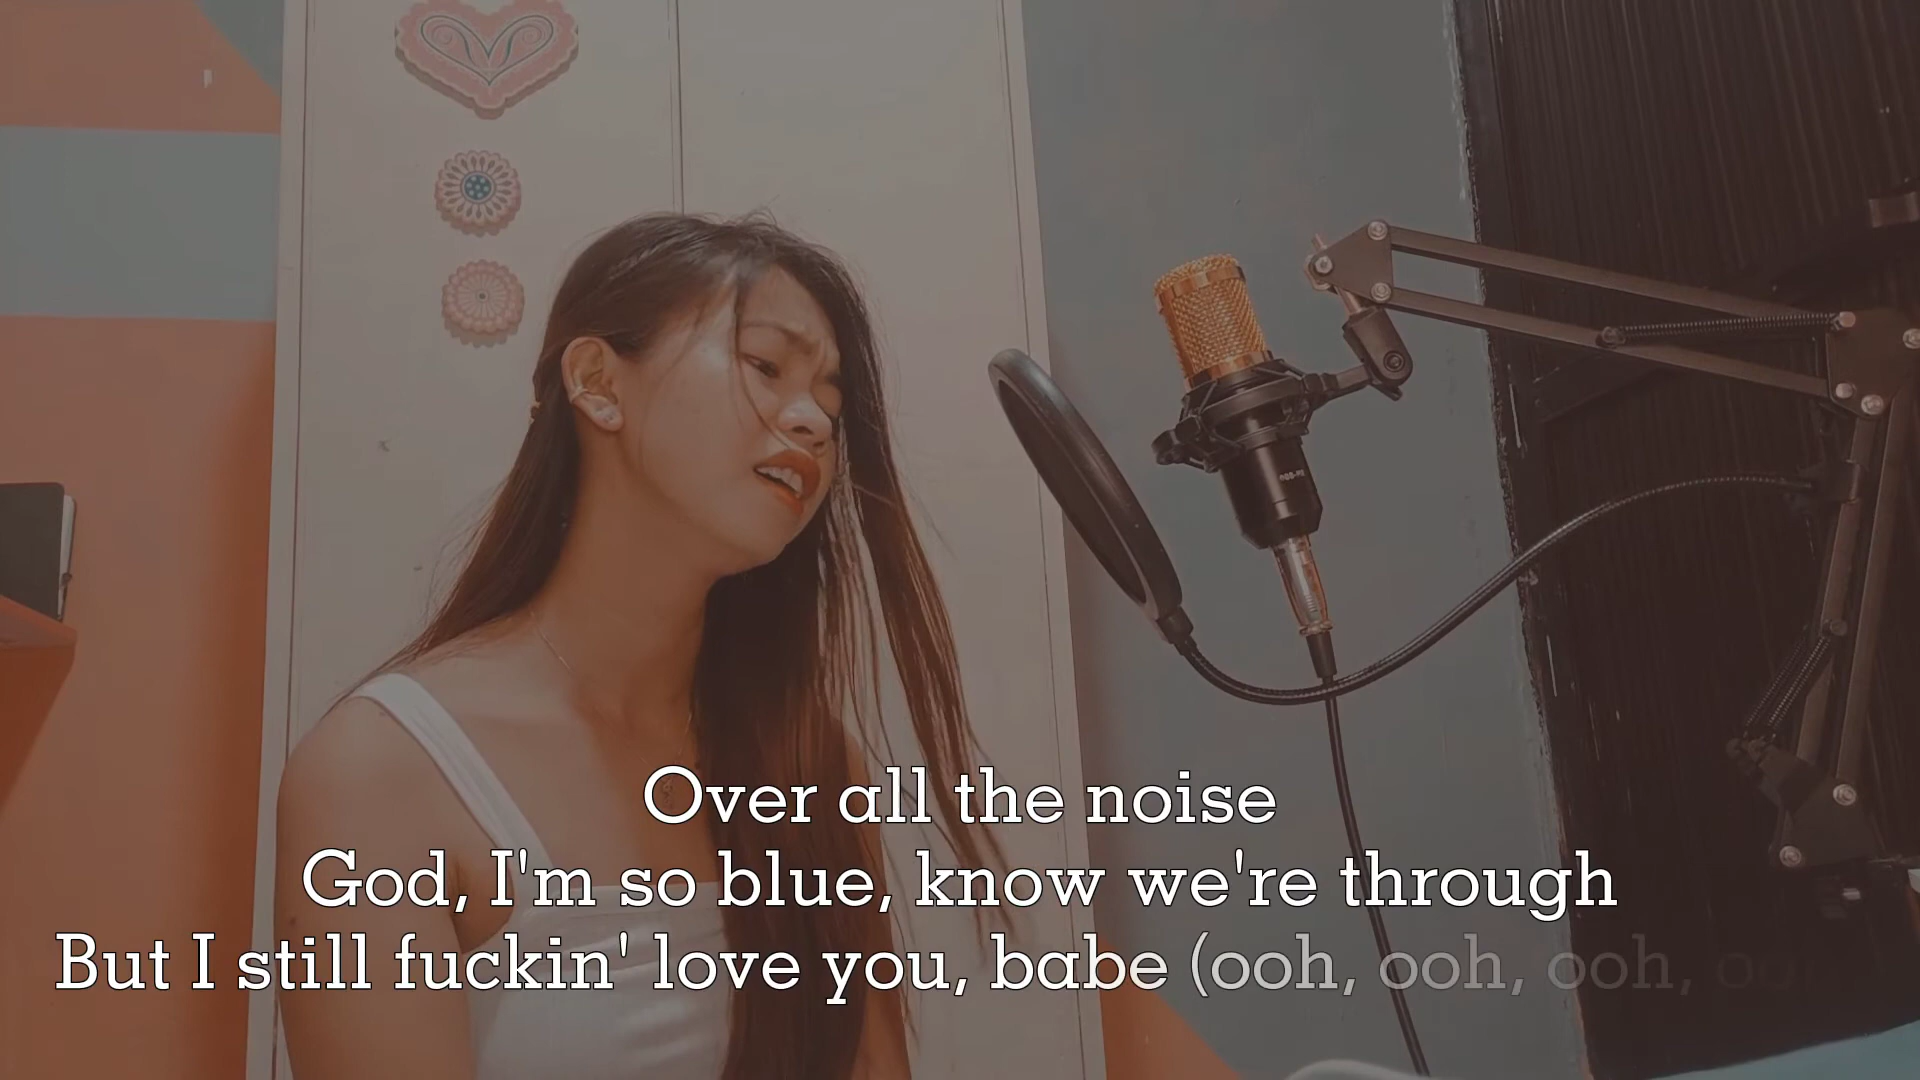 Over all the noise
God, I'm so blue, know we're through
But I still fuckin' love you, babe (ooh, ooh, ooh,